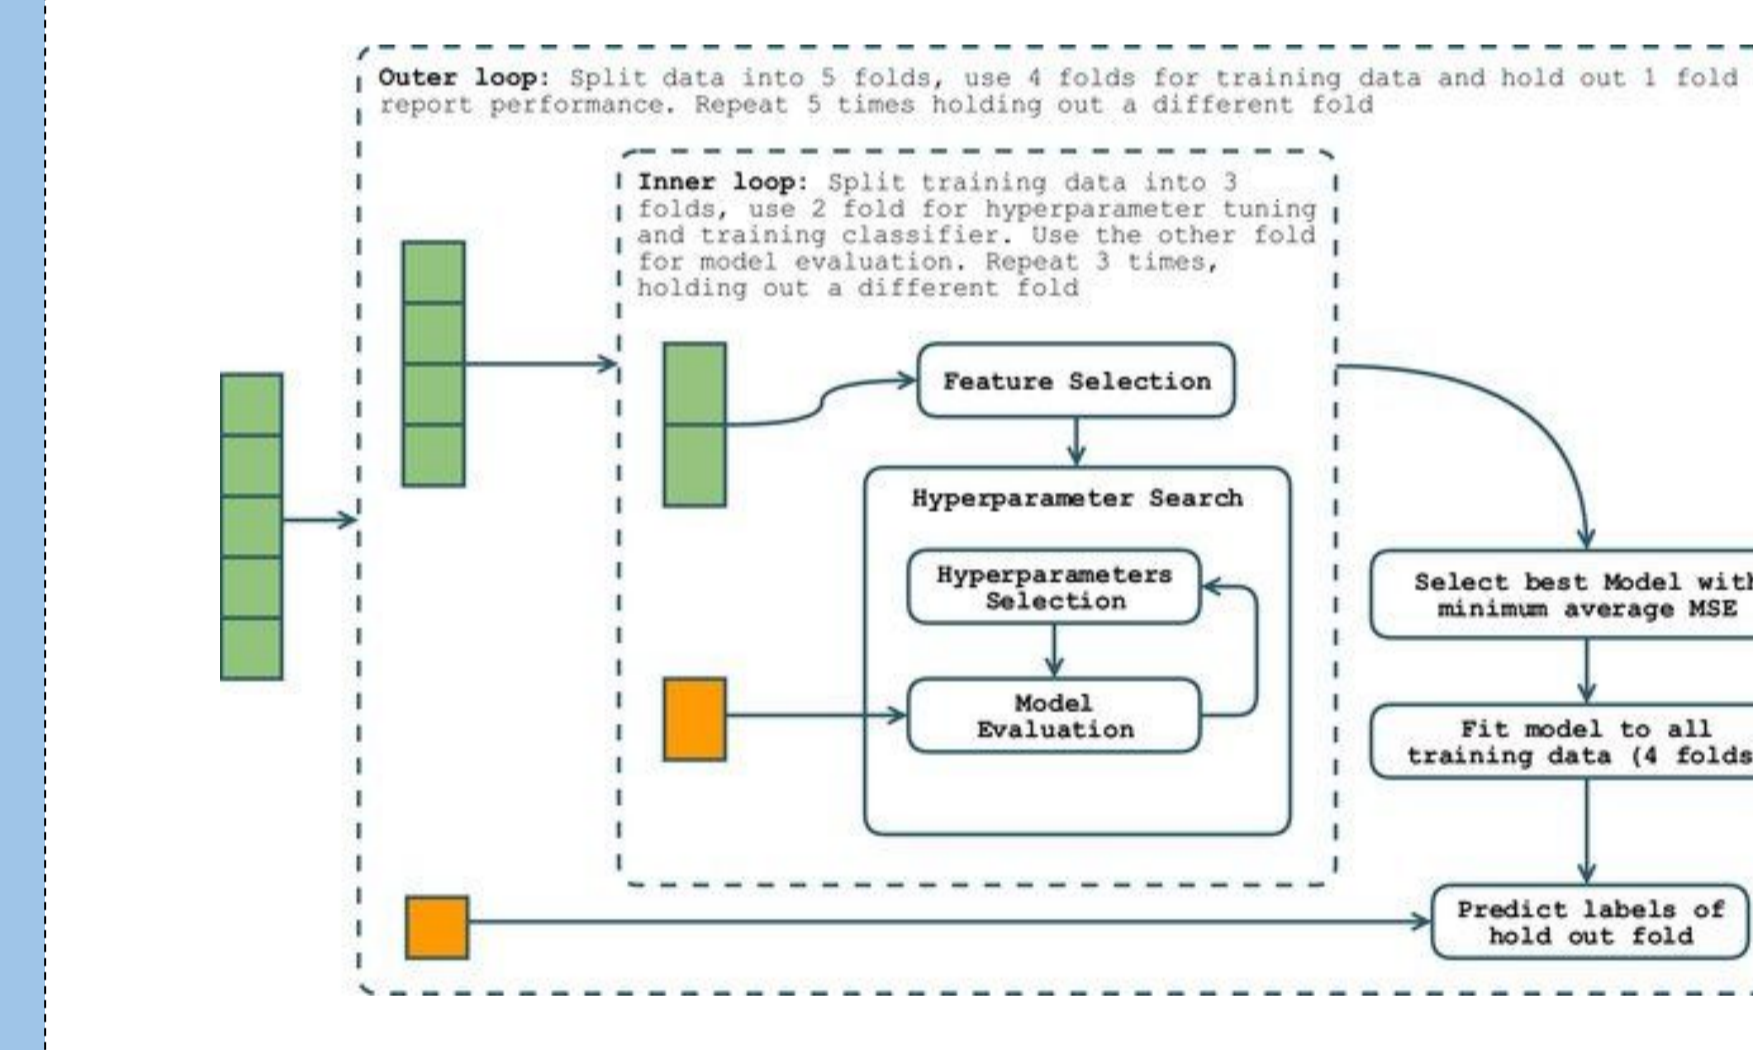 Outer loop: Split data into 5 folds, use 4 folds for training data and hold out 1 fold
report performance. Repeat 5 times holding out a different fold
Inner loop: Split training data into 3
folds, use 2 fold for hyperparameter tuning
and training classifier. Use the other fold
for model evaluation. Repeat 3 times,
holding out a different fold
Feature Selection
Hyperparameter Search
Hyperparameters
Selection
Model
Evaluation
Select best Model with
minimum average MSE
Fit model to all
training data (4 folds
Predict labels of
hold out fold